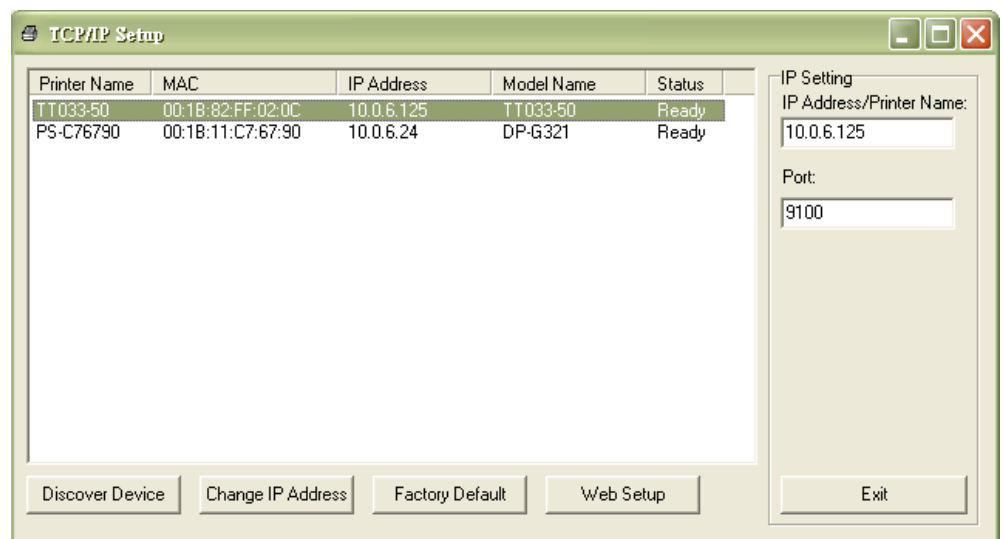 TCP/IP Setup
Printer Name MAC IP Address Model Name Status
TT033-50 00:1B:82:FF:02:0C 10.0.6.125 TT033-50 Ready
PS-C76790 00:1B:11:C7:67:90 10.0.6.24 DP-G321 Ready
IP Setting
IP Address/Printer Name:
10.0.6.125
Port:
9100
Discover Device Change IP Address Factory Default Web Setup Exit